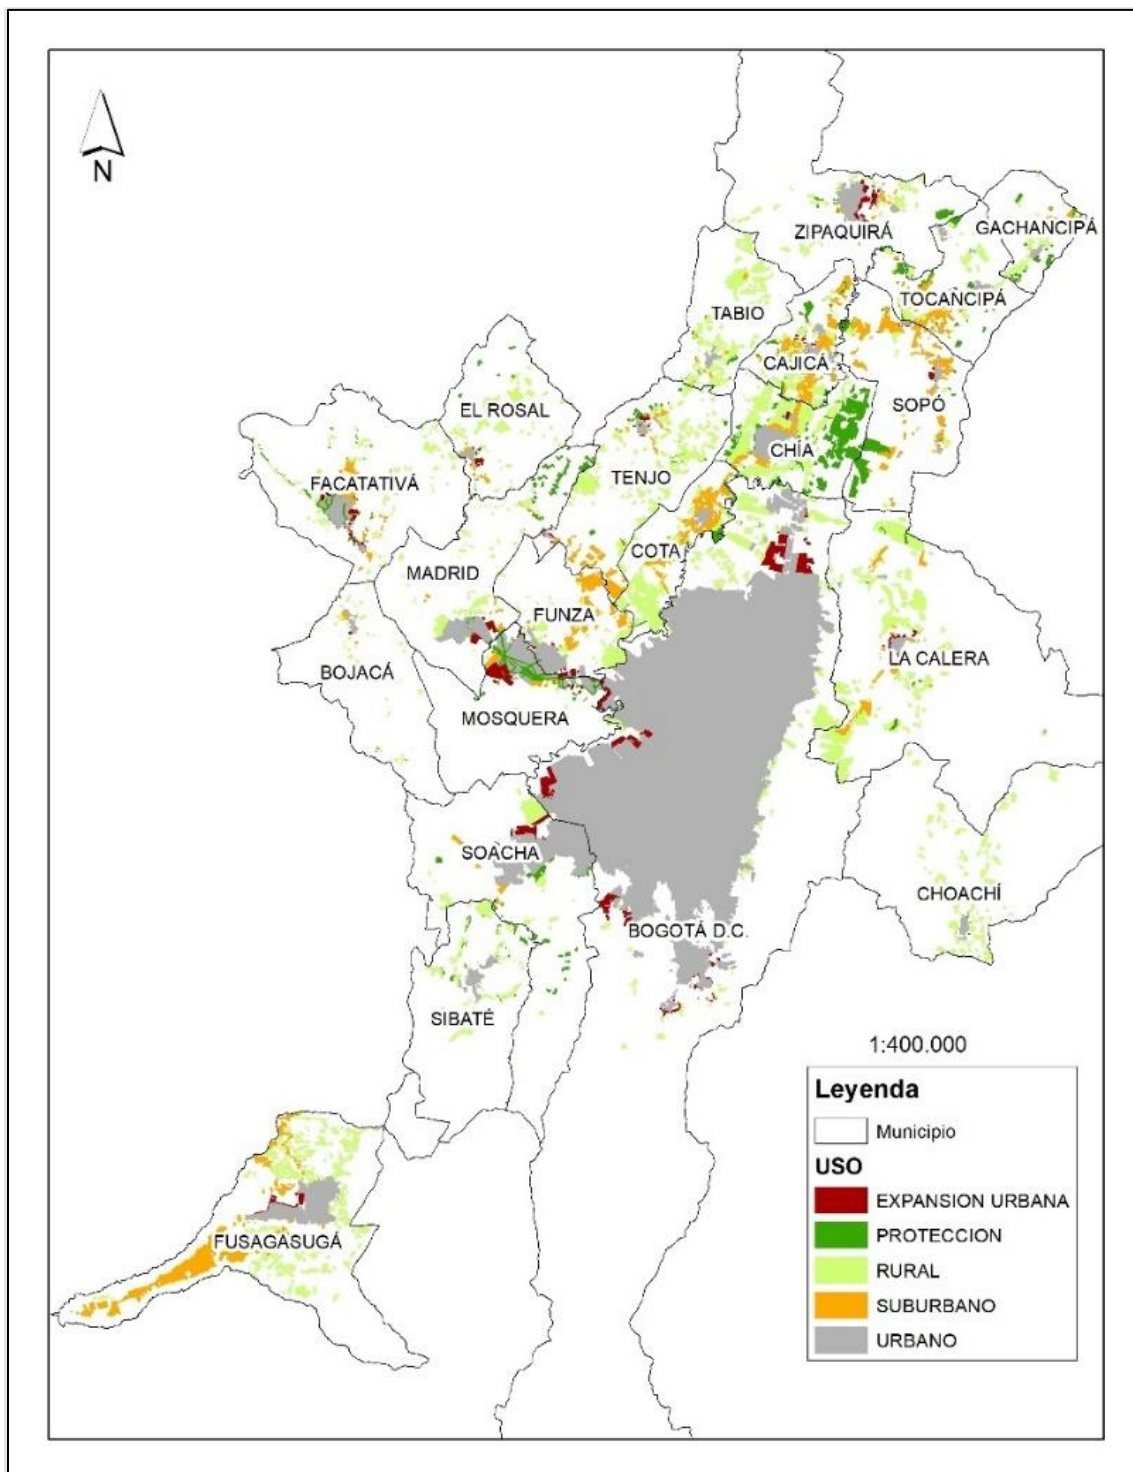 N
ZIPAQUIRÁ
GACHANCIPÁ
TOCANCIPÁ
TABIO
CAJICÁ
SOPÓ
EL ROSAL
CHÍA
TENJO
FACATATIVÁ
COTA
MADRID
FUNZA
LA CALERA
BOJACÁ
MOSQUERA
SOACHA
CHOACHÍ
BOGOTÁ D.C.
SIBATÉ
FUSAGASUGÁ
1:400.000
Leyenda
Municipio
USO
EXPANSION URBANA
PROTECCION
RURAL
SUBURBANO
URBANO